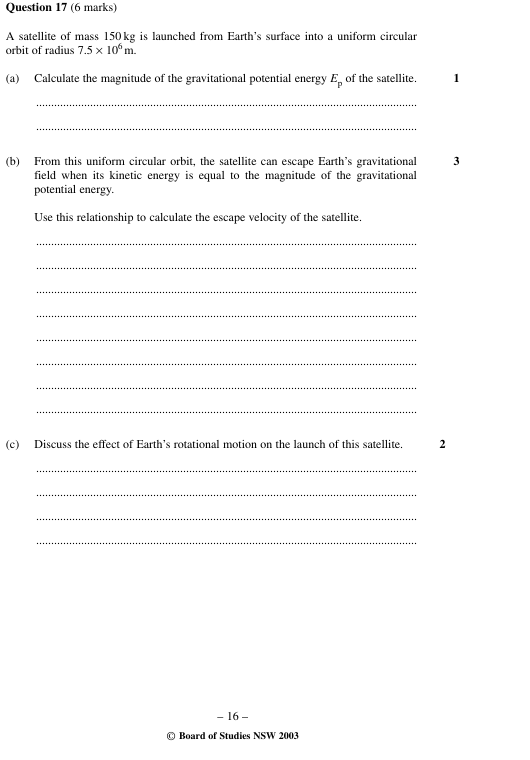 Question 17 (6 marks)
A satellite of mass 150 kg is launched from Earth's surface into a uniform circular
orbit of radius 7.5 × 10⁶ m.
(a) Calculate the magnitude of the gravitational potential energy Eₚ of the satellite. 1
................................................................................................................................
................................................................................................................................
(b) From this uniform circular orbit, the satellite can escape Earth's gravitational 3
field when its kinetic energy is equal to the magnitude of the gravitational
potential energy.
Use this relationship to calculate the escape velocity of the satellite.
................................................................................................................................
................................................................................................................................
................................................................................................................................
................................................................................................................................
................................................................................................................................
................................................................................................................................
................................................................................................................................
................................................................................................................................
(c) Discuss the effect of Earth's rotational motion on the launch of this satellite. 2
................................................................................................................................
................................................................................................................................
................................................................................................................................
................................................................................................................................
– 16 –
© Board of Studies NSW 2003